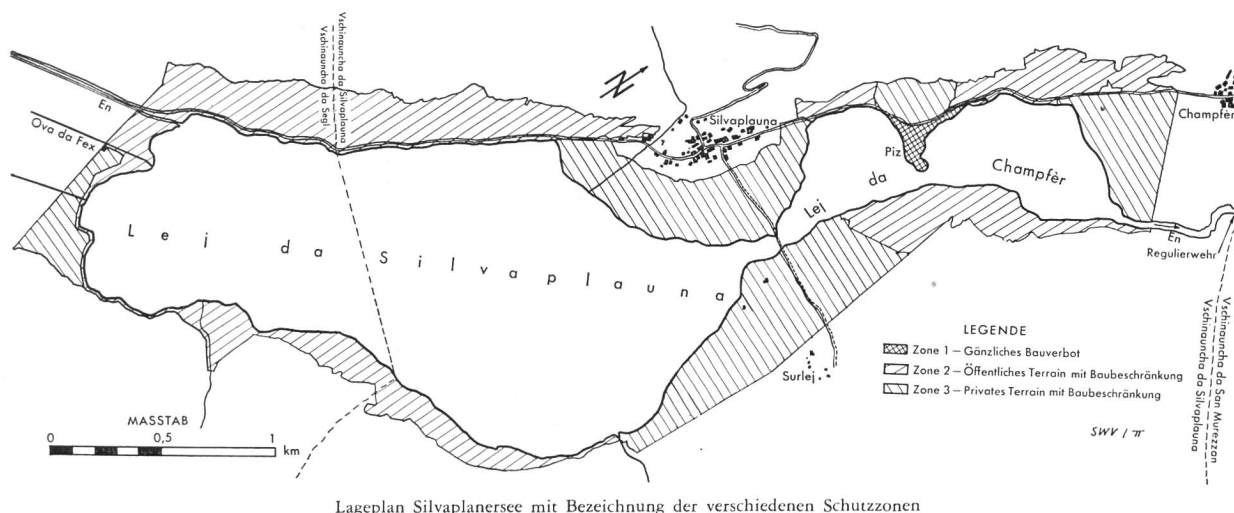 Vschinauncha da Segl
Vschinauncha da Silvaplauna
En
Ova da Fex
N
Silvaplauna
Champfèr
Piz
Lej da Champfèr
Lej da Silvaplauna
En
Regulierwehr
Surlej
Vschinauncha da Silvaplauna
Vschinauncha da San Murezzan
LEGENDE
Zone 1 – Gänzliches Bauverbot
Zone 2 – Öffentliches Terrain mit Baubeschränkung
Zone 3 – Privates Terrain mit Baubeschränkung
SWV / π
MASSTAB
0 0,5 1
km
Lageplan Silvaplanersee mit Bezeichnung der verschiedenen Schutzzonen